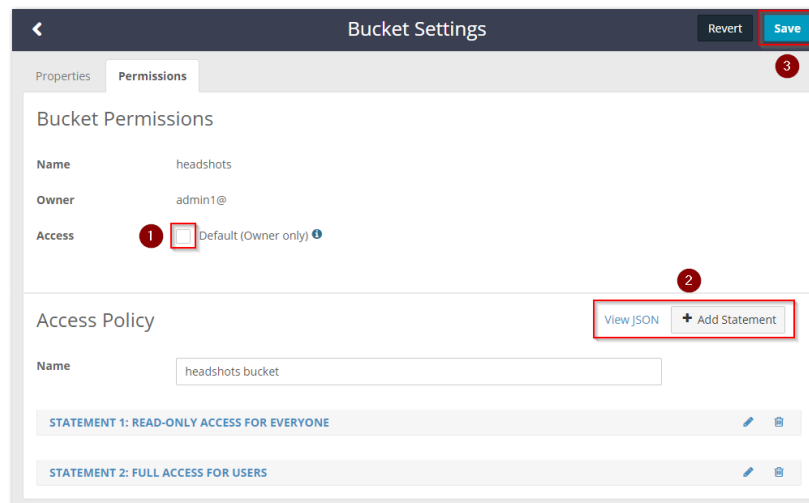 Bucket Settings
Revert
Save
3
Properties
Permissions
Bucket Permissions
Name headshots
Owner admin1@
Access 1 Default (Owner only)
2
Access Policy
View JSON
+ Add Statement
Name headshots bucket
STATEMENT 1: READ-ONLY ACCESS FOR EVERYONE
STATEMENT 2: FULL ACCESS FOR USERS